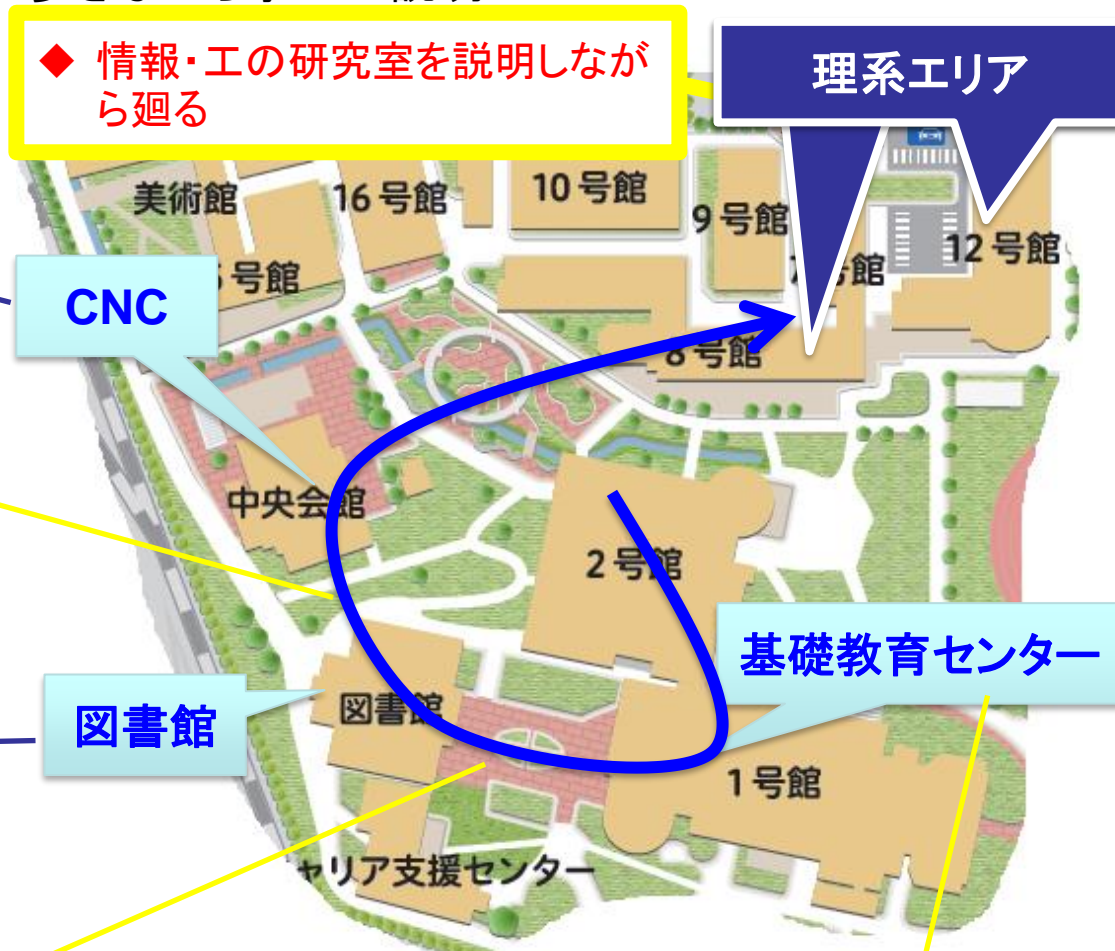 ◆ 情報・工の研究室を説明しなが
ら廻る
理系エリア
美術館
16号館
10号館
9号館
号館
12号館
号館
CNC
8号館
中央会館
2号館
基礎教育センター
図書館
図書館
1号館
ャリア支援センター